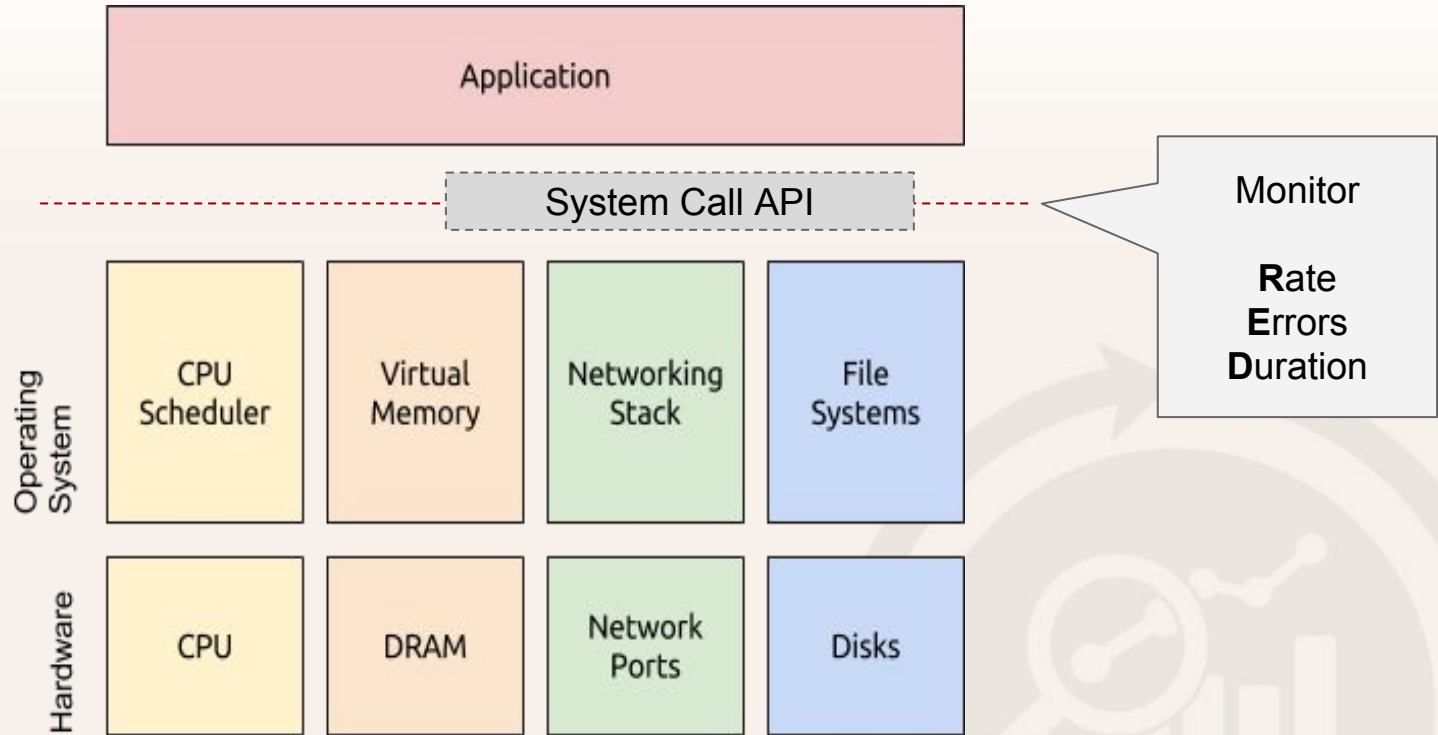 Application
System Call API
Monitor
Rate
Errors
Duration
Operating
System
CPU
Scheduler
Virtual
Memory
Networking
Stack
File
Systems
Hardware
CPU
DRAM
Network
Ports
Disks